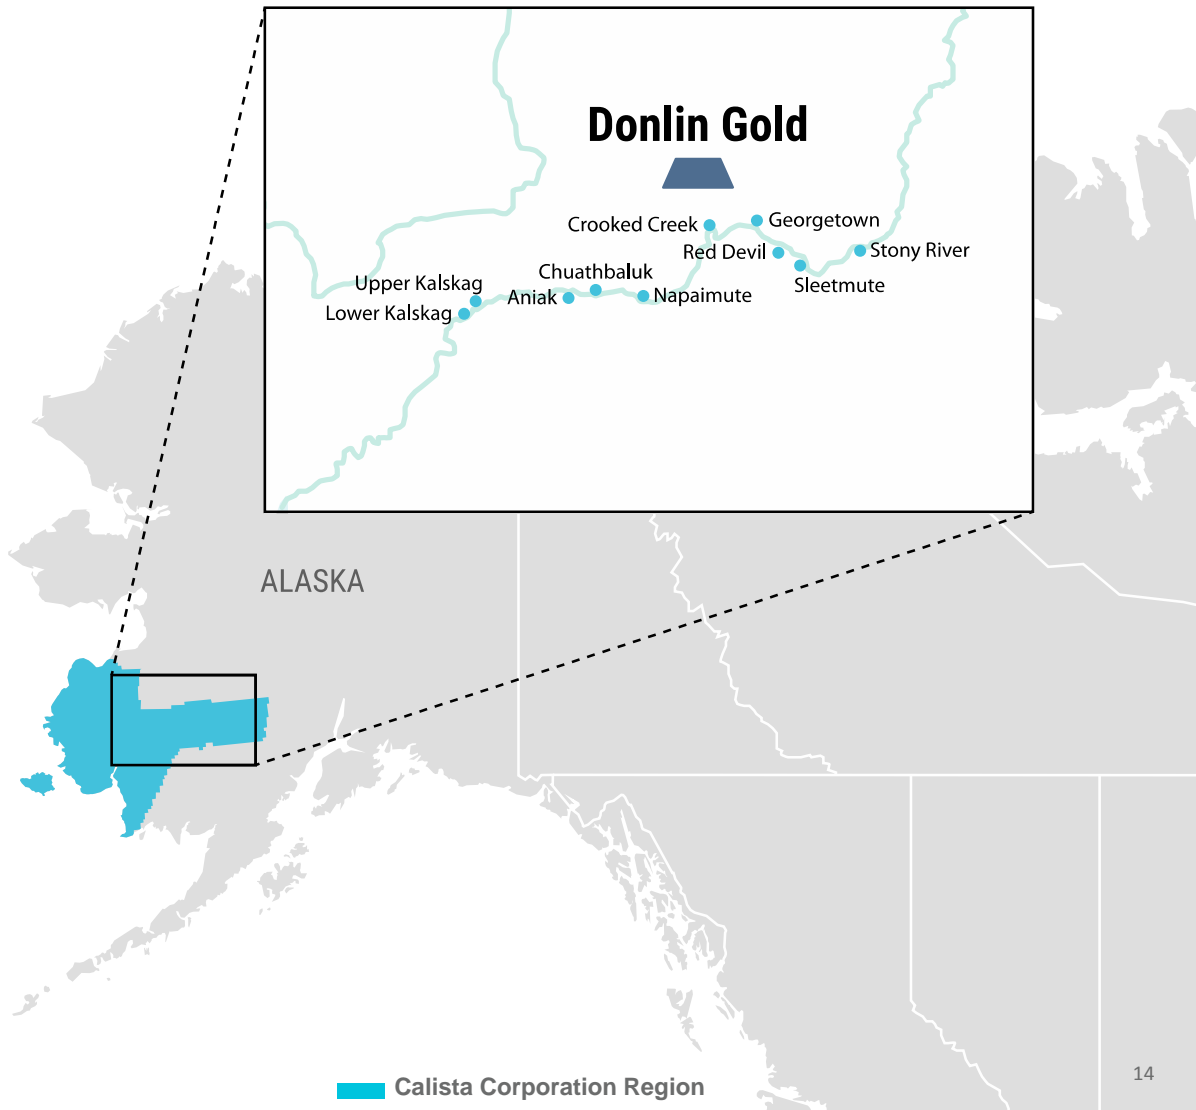 Donlin Gold
Crooked Creek
Georgetown
Red Devil
Stony River
Sleetmute
Chuathbaluk
Upper Kalskag
Aniak
Napaimute
Lower Kalskag
ALASKA
Calista Corporation Region
14